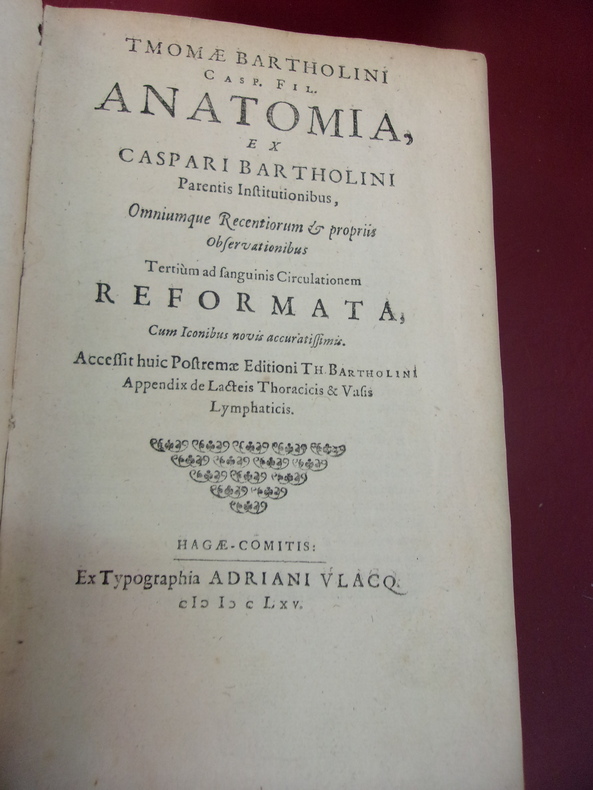 TMOMÆ BARTHOLINI
CASP. FIL.
ANATOMIA,
EX
CASPARI BARTHOLINI
Parentis Inſtitutionibus,
Omniumque Recentiorum & propriis
Obſervationibus
Tertiùm ad ſanguinis Circulationem
REFORMATA,
Cum Iconibus novis accuratiſſimis.
Acceſſit huic Poſtremæ Editioni TH. BARTHOLINI
Appendix de Lacteis Thoracicis & Vaſis
Lymphaticis.
HAGÆ-COMITIS:
Ex Typographia ADRIANI VLACQ.
cIↄ Iↄ c Lxv.